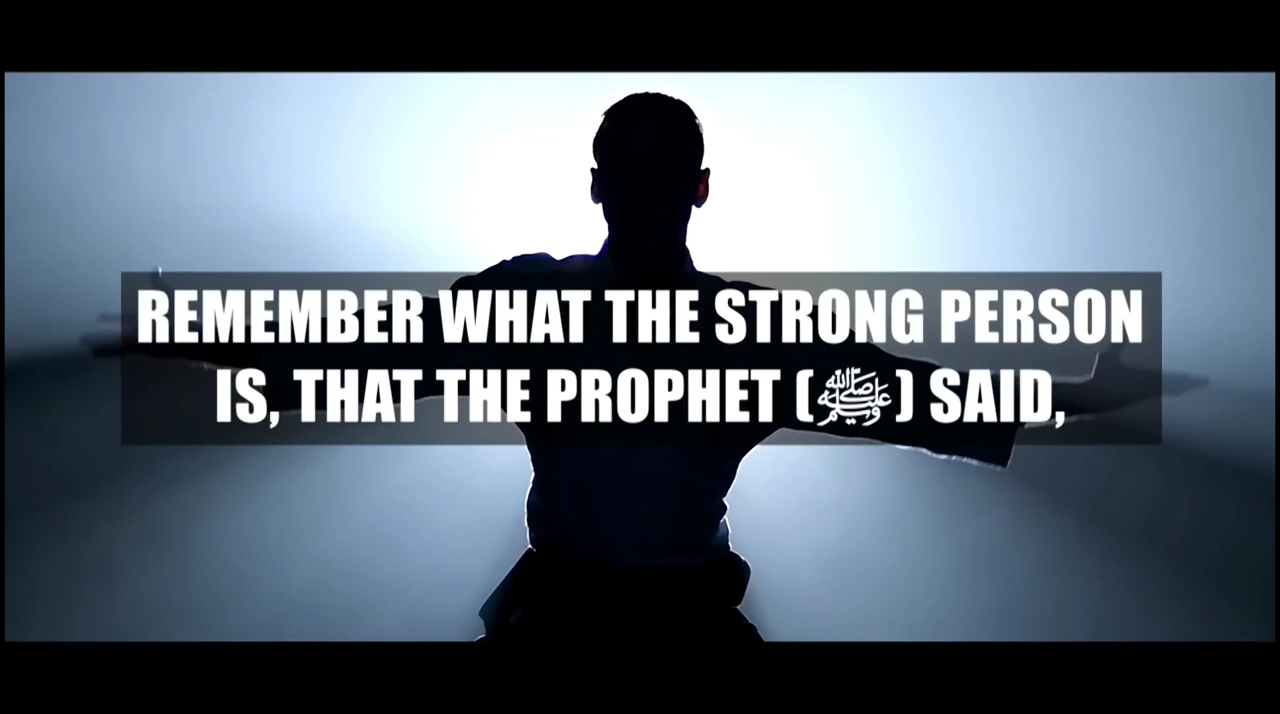 REMEMBER WHAT THE STRONG PERSON
IS, THAT THE PROPHET (ﷺ) SAID,